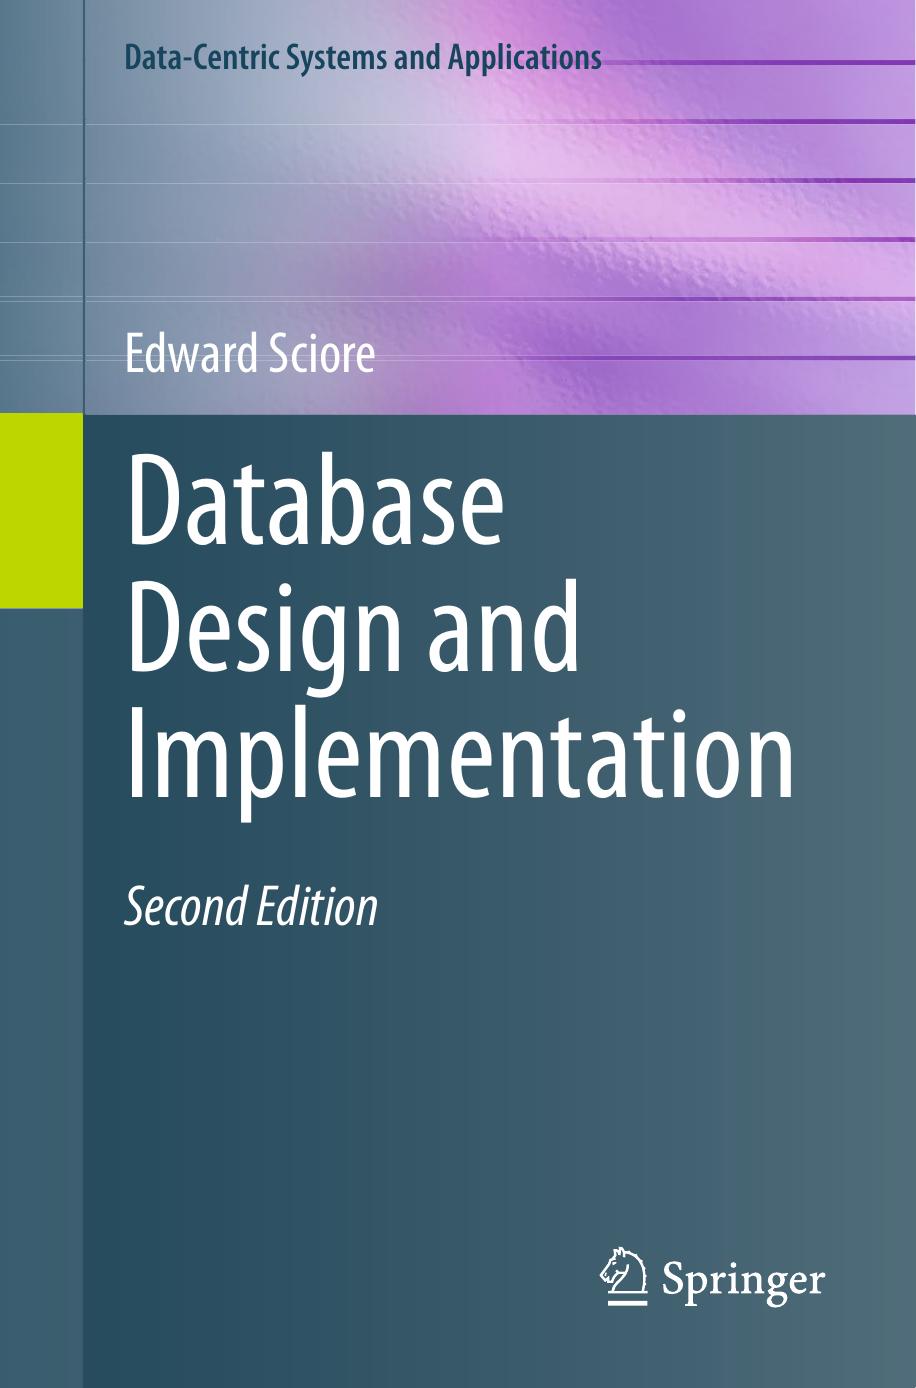 Data-Centric Systems and Applications
Edward Sciore
Database
Design and
Implementation
Second Edition
Springer